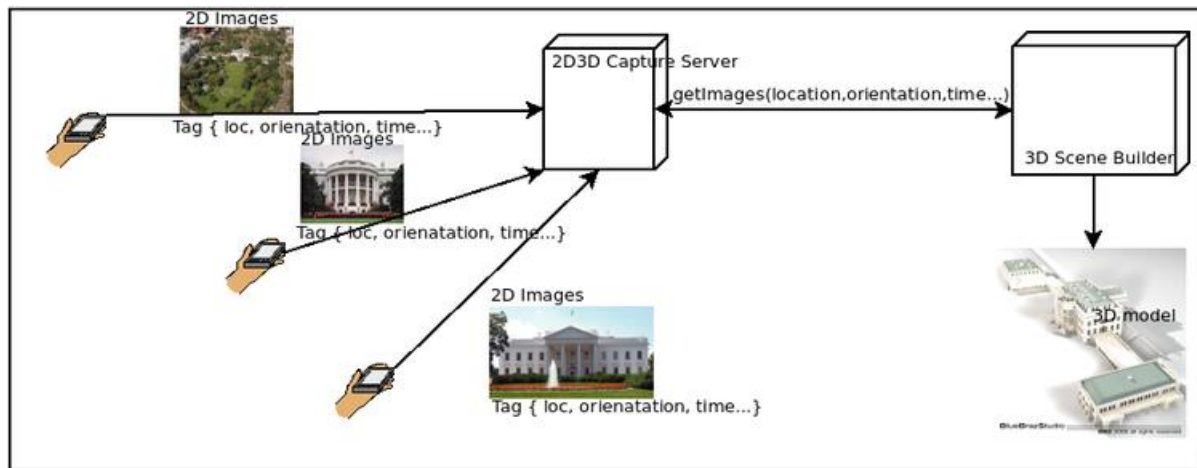 2D Images
Tag { loc, orienatation, time...}
2D Images
Tag { loc, orienatation, time...}
2D Images
Tag { loc, orienatation, time...}
2D3D Capture Server
getImages(location,orientation,time...)
3D Scene Builder
3D model
BlueBrazStudio